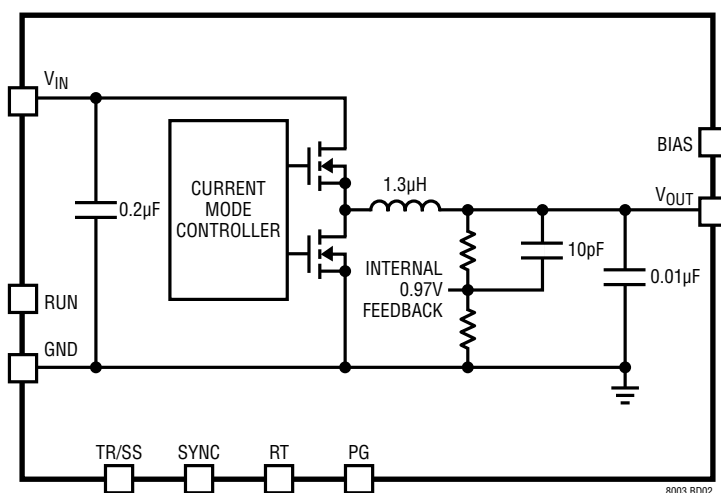 VIN
BIAS
1.3µH
CURRENT
MODE
CONTROLLER
VOUT
0.2µF
INTERNAL
0.97V
FEEDBACK
10pF
0.01µF
RUN
GND
TR/SS
SYNC
RT
PG
8003 BD02